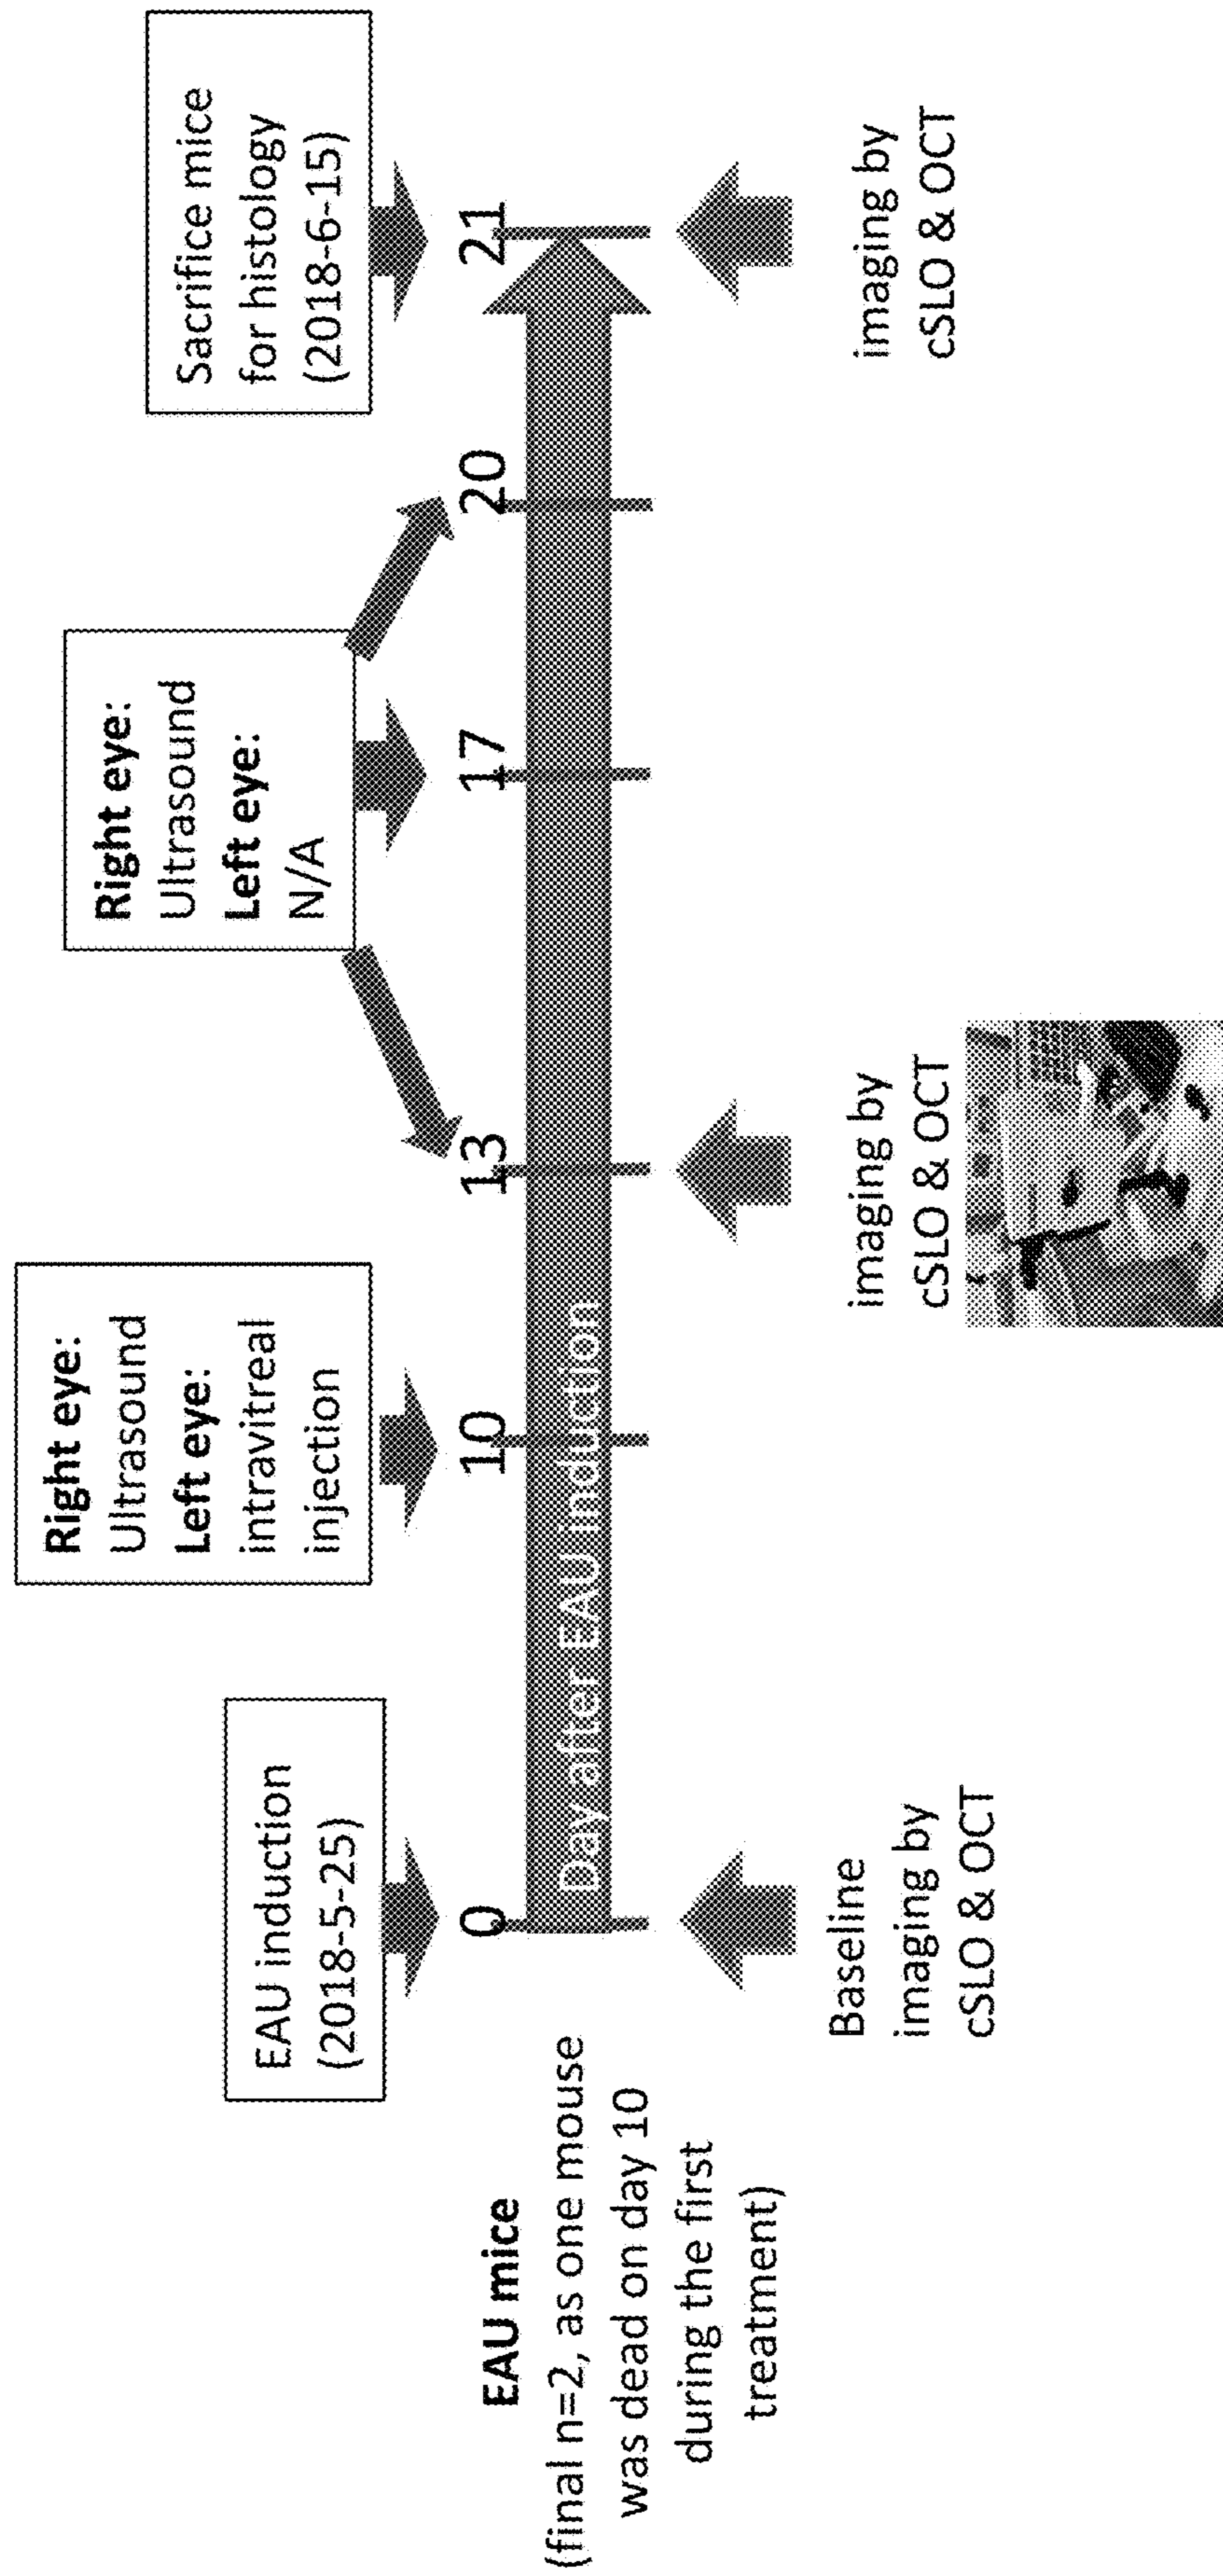 EAU induction
(2018-5-25)
Right eye:
Ultrasound
Left eye:
intravitreal
injection
Right eye:
Ultrasound
Left eye:
N/A
Sacrifice mice
for histology
(2018-6-15)
EAU mice
(final n=2, as one mouse
was dead on day 10
during the first
treatment)
0
10
13
17
20
21
Day after EAU induction
Baseline
imaging by
cSLO & OCT
imaging by
cSLO & OCT
imaging by
cSLO & OCT